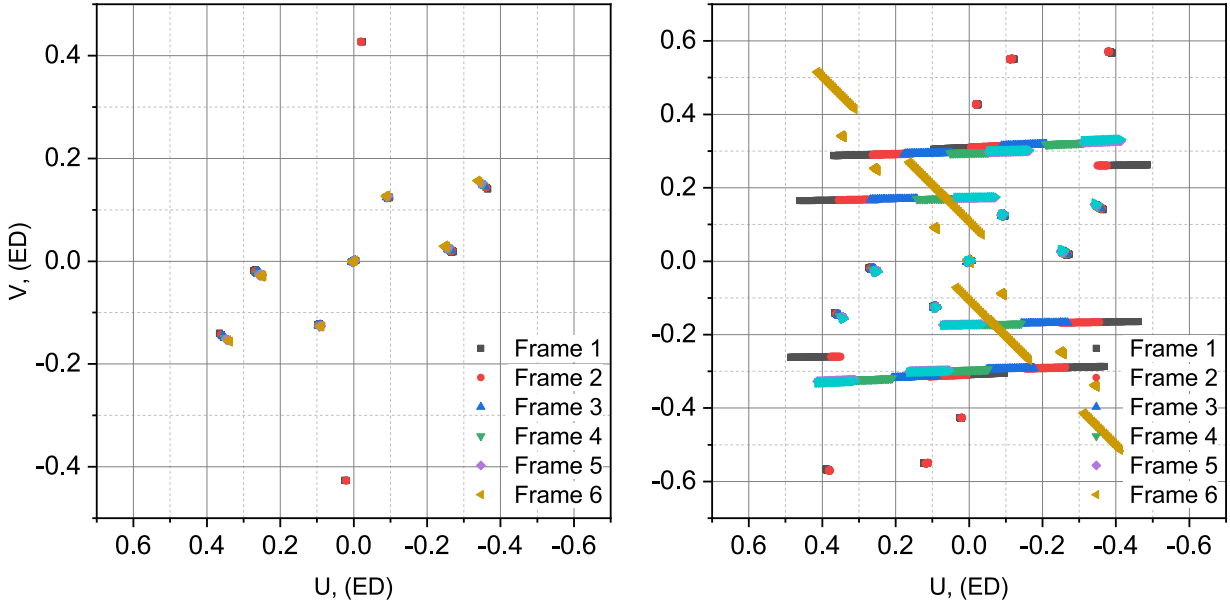 0.4
0.2
0.0
-0.2
-0.4
V, (ED)
0.6 0.4 0.2 0.0 -0.2 -0.4 -0.6
U, (ED)
Frame 1
Frame 2
Frame 3
Frame 4
Frame 5
Frame 6
0.6
0.4
0.2
0.0
-0.2
-0.4
-0.6
0.6 0.4 0.2 0.0 -0.2 -0.4 -0.6
U, (ED)
Frame 1
Frame 2
Frame 3
Frame 4
Frame 5
Frame 6